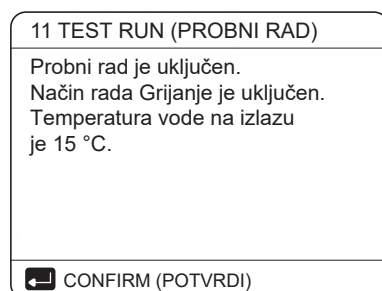 11 TEST RUN (PROBNI RAD)
Probni rad je uključen.
Način rada Grijanje je uključen.
Temperatura vode na izlazu
je 15 °C.
CONFIRM (POTVRDI)